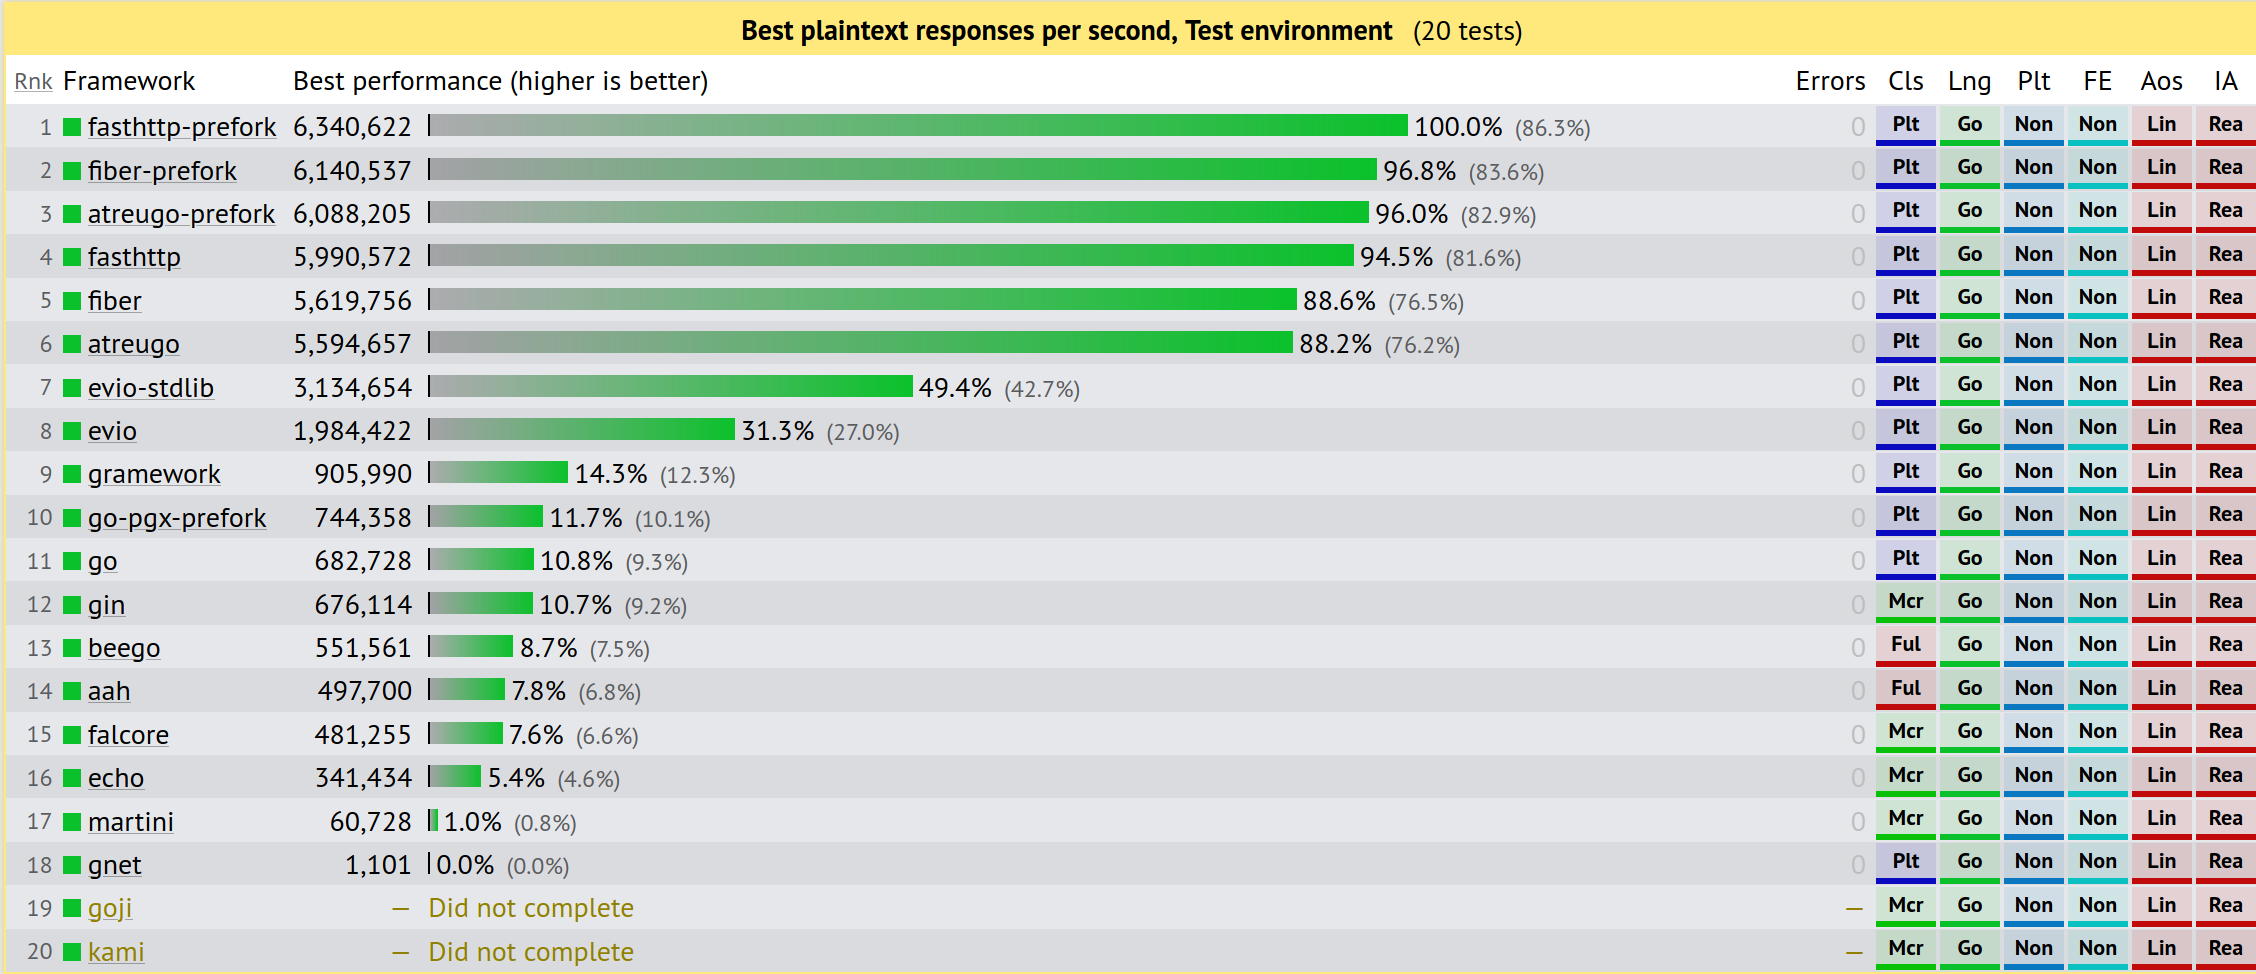 Best plaintext responses per second, Test environment (20 tests)
Rnk Framework Best performance (higher is better) Errors Cls Lng Plt FE Aos IA
1 fasthttp-prefork 6,340,622 100.0% (86.3%) 0 Plt Go Non Non Lin Rea
2 fiber-prefork 6,140,537 96.8% (83.6%) 0 Plt Go Non Non Lin Rea
3 atreugo-prefork 6,088,205 96.0% (82.9%) 0 Plt Go Non Non Lin Rea
4 fasthttp 5,990,572 94.5% (81.6%) 0 Plt Go Non Non Lin Rea
5 fiber 5,619,756 88.6% (76.5%) 0 Plt Go Non Non Lin Rea
6 atreugo 5,594,657 88.2% (76.2%) 0 Plt Go Non Non Lin Rea
7 evio-stdlib 3,134,654 49.4% (42.7%) 0 Plt Go Non Non Lin Rea
8 evio 1,984,422 31.3% (27.0%) 0 Plt Go Non Non Lin Rea
9 gramework 905,990 14.3% (12.3%) 0 Plt Go Non Non Lin Rea
10 go-pgx-prefork 744,358 11.7% (10.1%) 0 Plt Go Non Non Lin Rea
11 go 682,728 10.8% (9.3%) 0 Plt Go Non Non Lin Rea
12 gin 676,114 10.7% (9.2%) 0 Mcr Go Non Non Lin Rea
13 beego 551,561 8.7% (7.5%) 0 Ful Go Non Non Lin Rea
14 aah 497,700 7.8% (6.8%) 0 Ful Go Non Non Lin Rea
15 falcore 481,255 7.6% (6.6%) 0 Mcr Go Non Non Lin Rea
16 echo 341,434 5.4% (4.6%) 0 Mcr Go Non Non Lin Rea
17 martini 60,728 1.0% (0.8%) 0 Mcr Go Non Non Lin Rea
18 gnet 1,101 0.0% (0.0%) 0 Plt Go Non Non Lin Rea
19 goji — Did not complete — Mcr Go Non Non Lin Rea
20 kami — Did not complete — Mcr Go Non Non Lin Rea